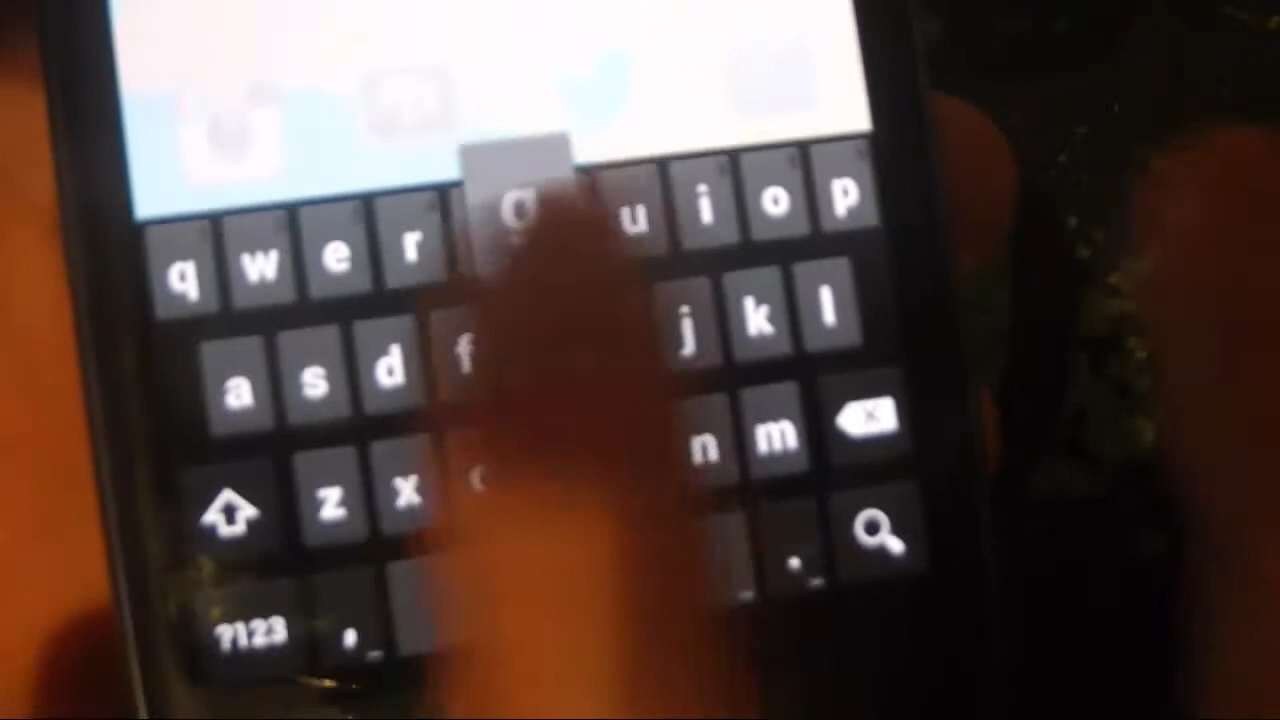 q w e r g u i o p
a s d f j k l
z x c n m
?123 , .